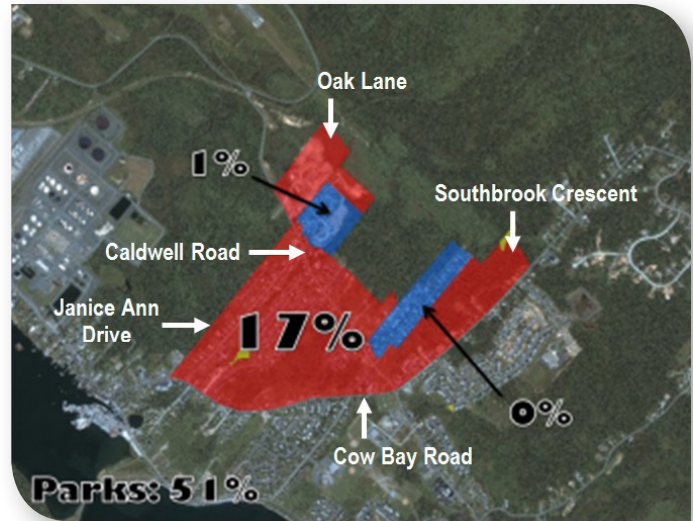 Oak Lane
1%
Southbrook Crescent
Caldwell Road
Janice Ann
Drive
17%
0%
Cow Bay Road
Parks: 51%